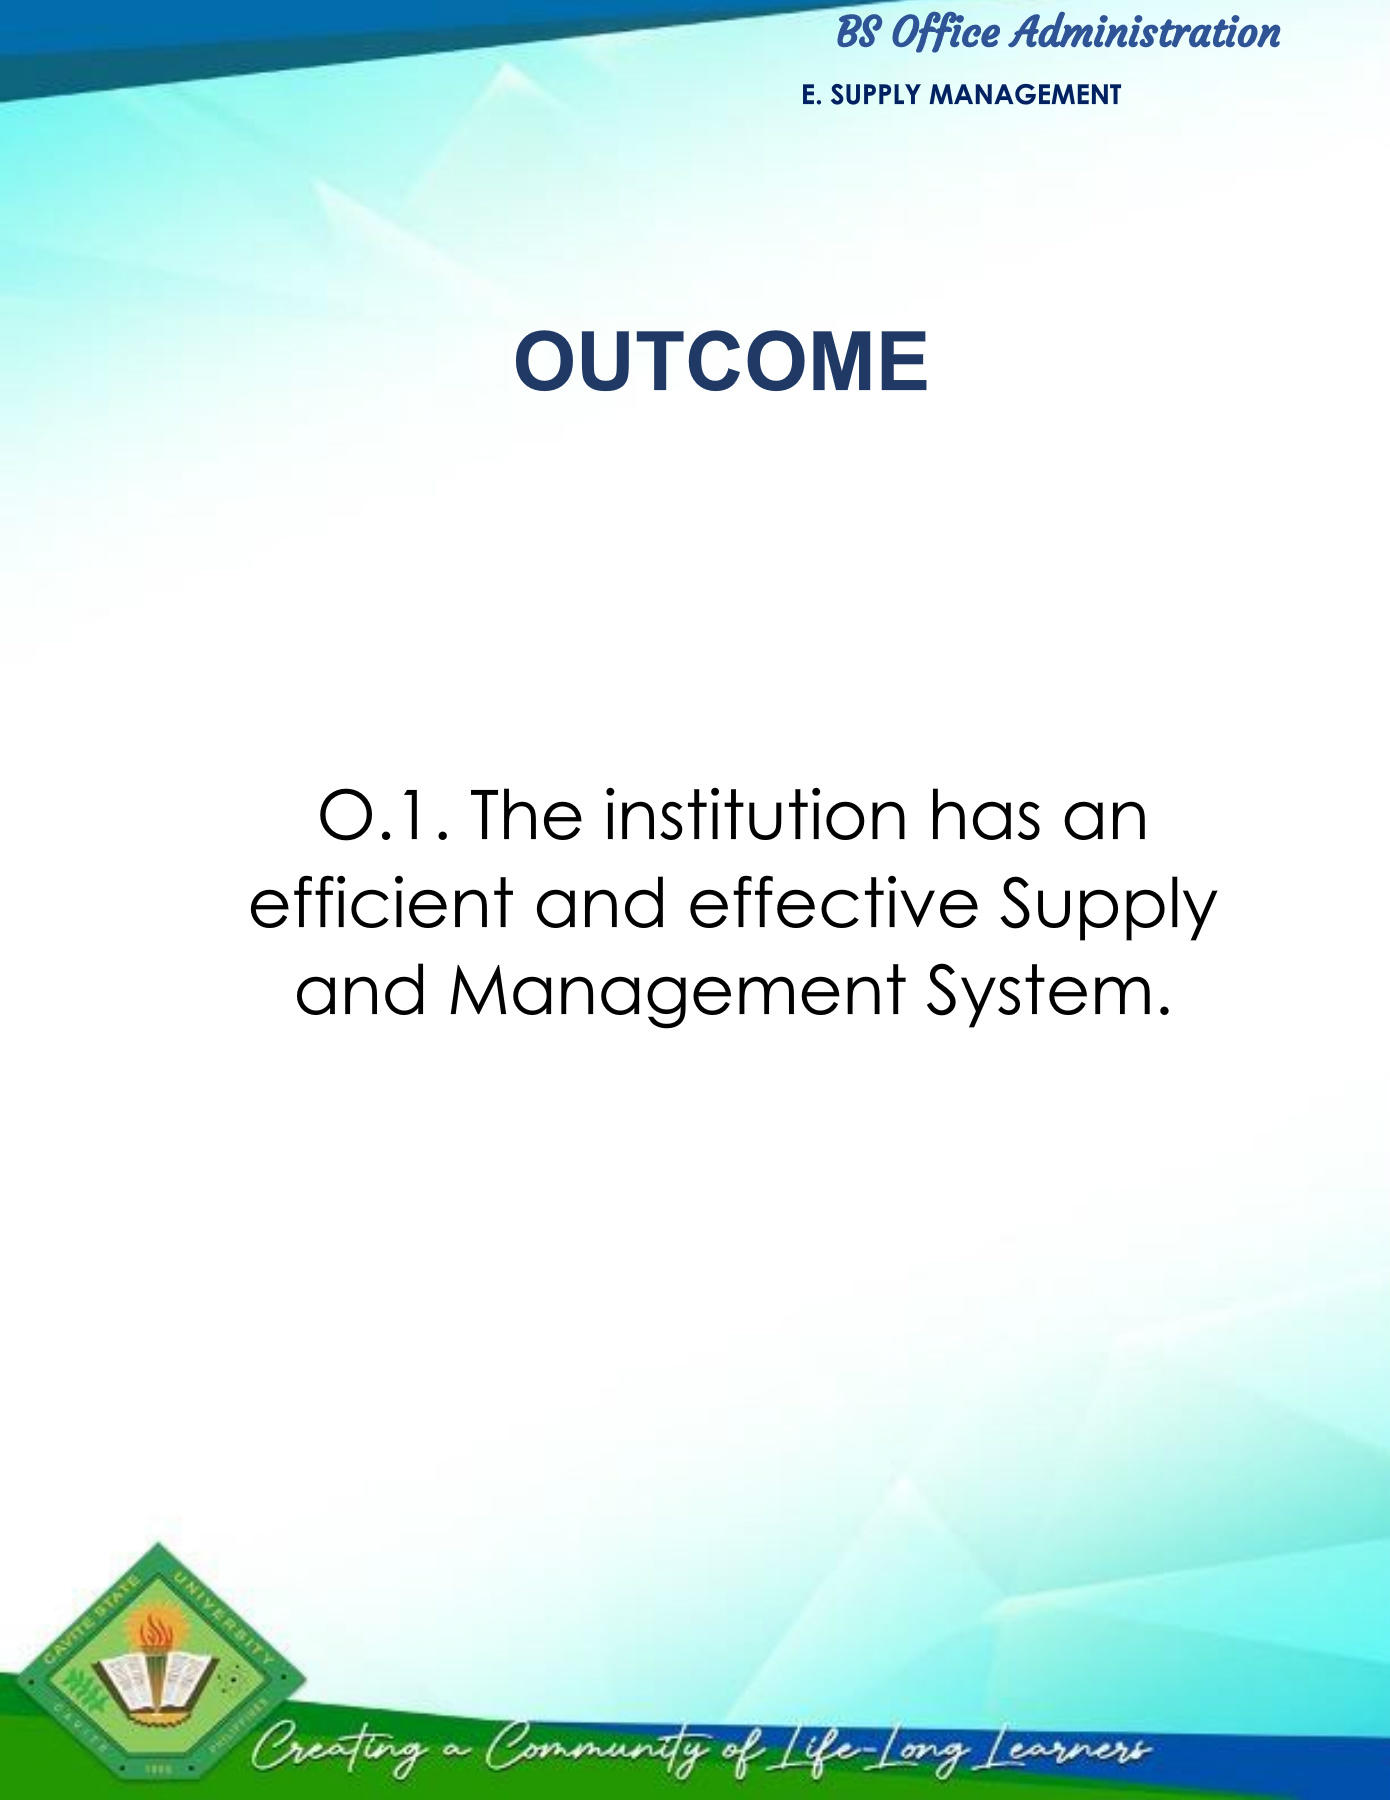 BS Office Administration
E. SUPPLY MANAGEMENT
OUTCOME
O.1. The institution has an
efficient and effective Supply
and Management System.
CAVITE STATE UNIVERSITY
CAVITE
PHILIPPINES
1906
Creating a Community of Life-Long Learners